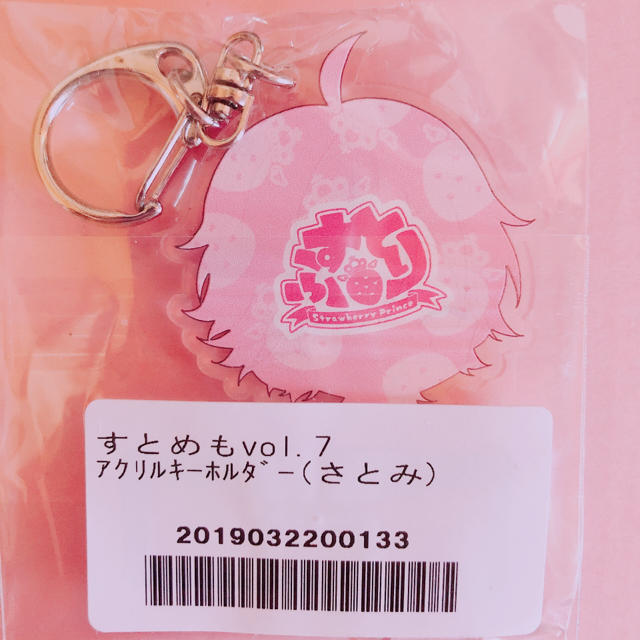 すとぷり
Strawberry Prince
すとめもvol.7
ｱｸﾘﾙｷｰﾎﾙﾀﾞｰ(さとみ)
2019032200133